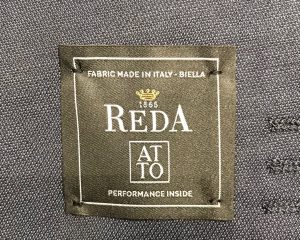 FABRIC MADE IN ITALY - BIELLA
1865
REDA
AT
TO
PERFORMANCE INSIDE